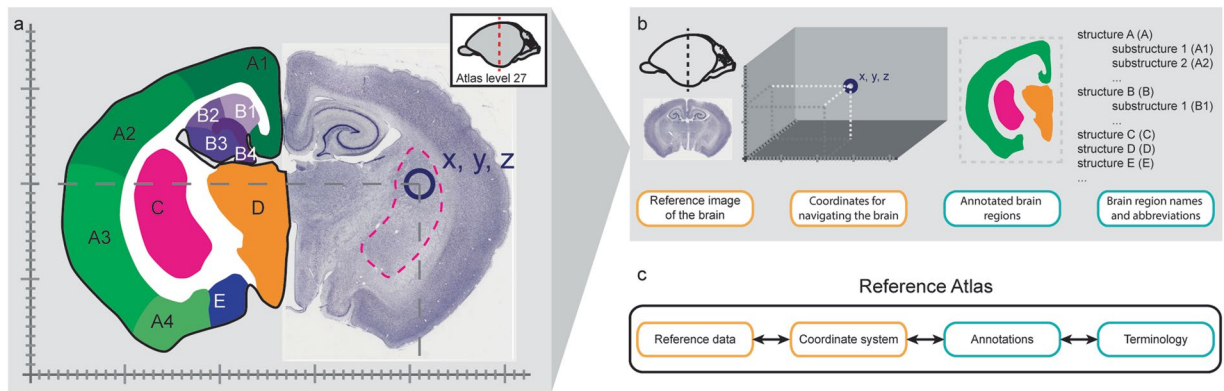 a
Atlas level 27
A1
A2
B2
B1
B3
B4
x, y, z
C
D
A3
E
A4
b
x, y, z
structure A (A)
substructure 1 (A1)
substructure 2 (A2)
...
structure B (B)
substructure 1 (B1)
...
structure C (C)
structure D (D)
structure E (E)
...
Reference image
of the brain
Coordinates for
navigating the brain
Annotated brain
regions
Brain region names
and abbreviations
c
Reference Atlas
Reference data
Coordinate system
Annotations
Terminology